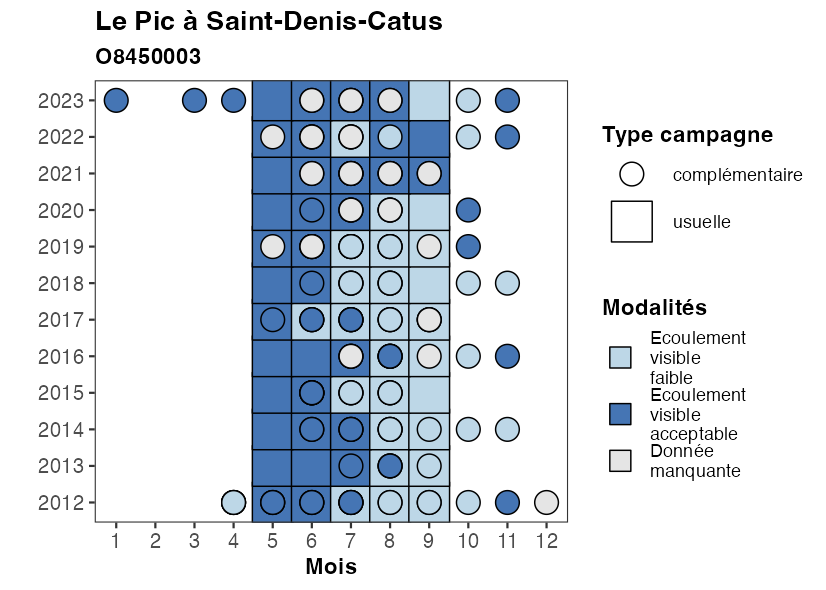 Le Pic à Saint-Denis-Catus
O8450003
2023
2022
2021
2020
2019
2018
2017
2016
2015
2014
2013
2012
1 2 3 4 5 6 7 8 9 10 11 12
Mois
Type campagne
complémentaire
usuelle
Modalités
Ecoulement
visible
faible
Ecoulement
visible
acceptable
Donnée
manquante